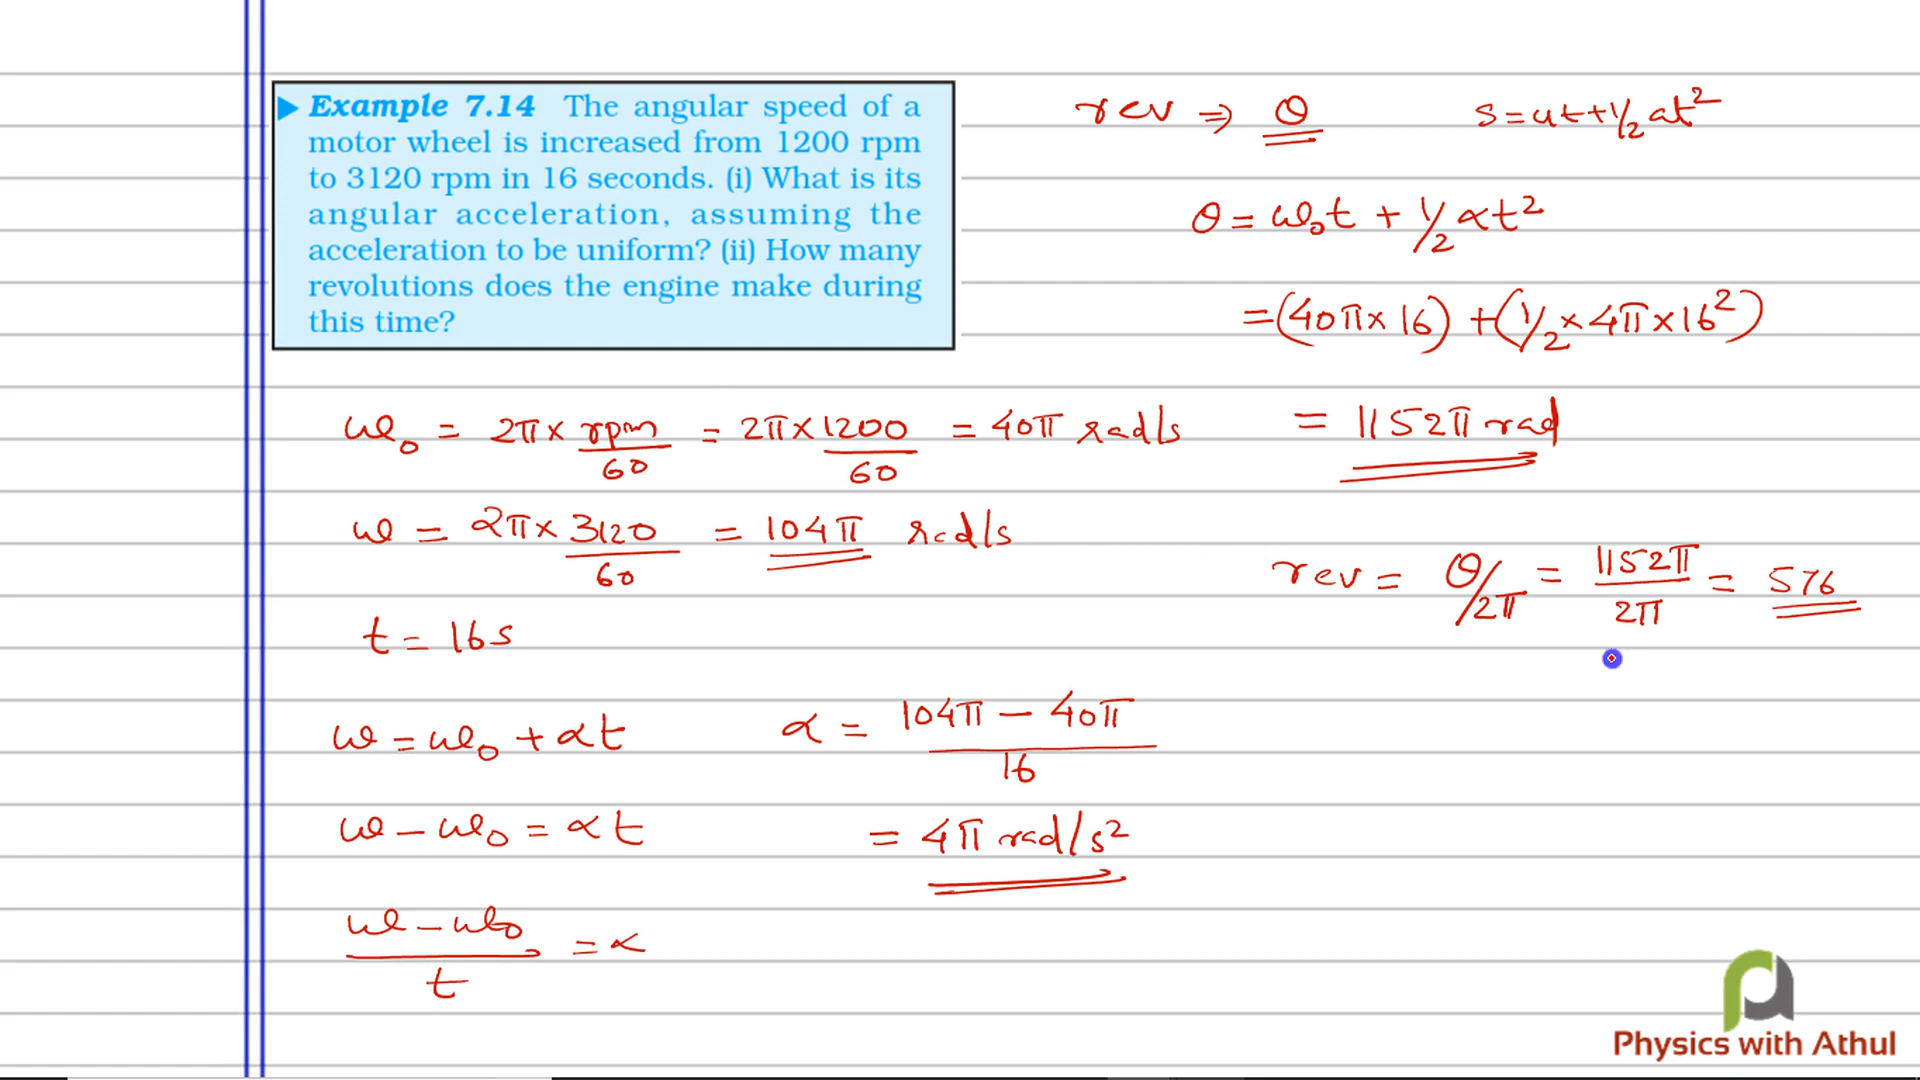 ▶ Example 7.14 The angular speed of a
motor wheel is increased from 1200 rpm
to 3120 rpm in 16 seconds. (i) What is its
angular acceleration, assuming the
acceleration to be uniform? (ii) How many
revolutions does the engine make during
this time?
ω₀ = 2π × rpm/60 = 2π × 1200/60 = 40π rad/s
ω = 2π × 3120/60 = 104π rad/s
t = 16s
ω = ω₀ + αt
ω − ω₀ = αt
(ω − ω₀)/t = α
α = (104π − 40π)/16
= 4π rad/s²
rev ⇒ θ
s = ut + 1/2 at²
θ = ω₀t + 1/2 αt²
= (40π × 16) + (1/2 × 4π × 16²)
= 1152π rad
rev = θ/2π = 1152π/2π = 576
Physics with Athul